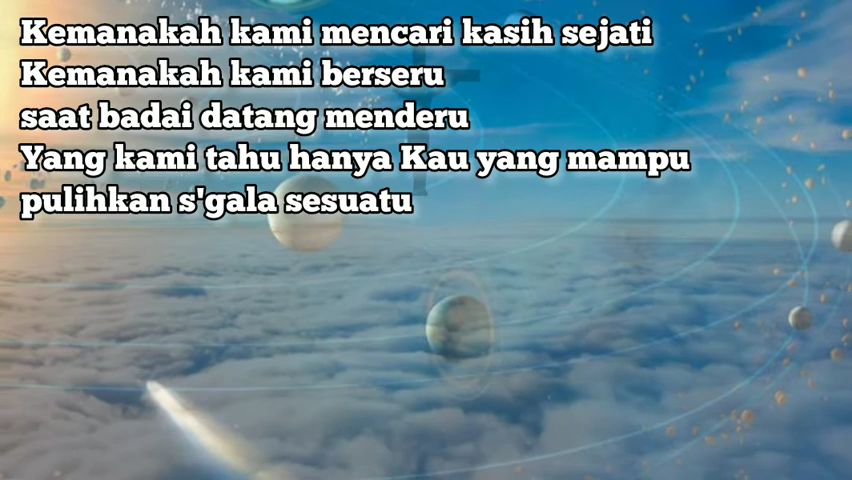 Kemanakah kami mencari kasih sejati
Kemanakah kami berseru
saat badai datang menderu
Yang kami tahu hanya Kau yang mampu
pulihkan s'gala sesuatu